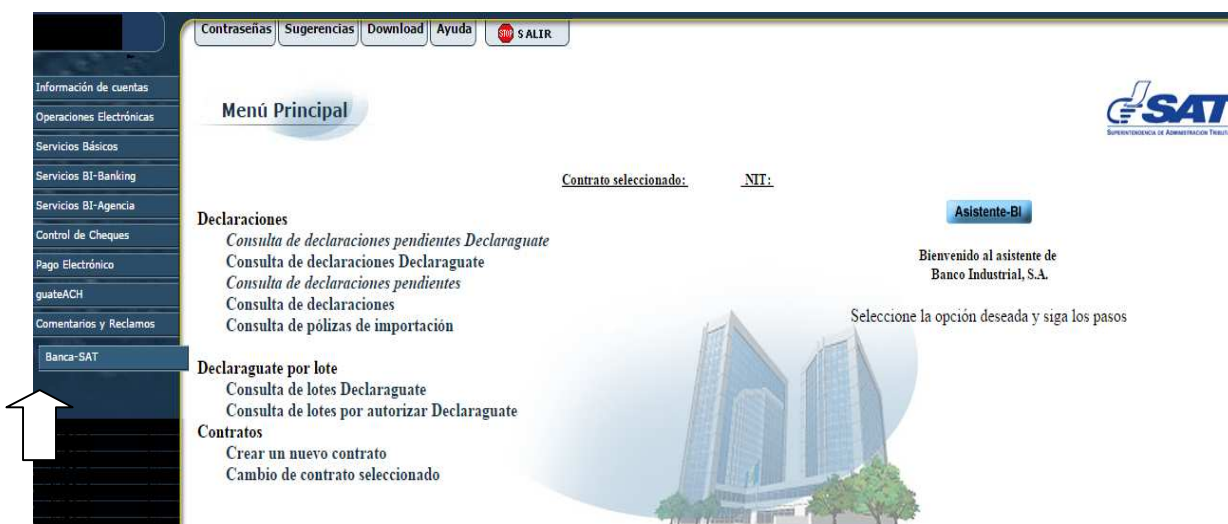 Contraseñas Sugerencias Download Ayuda STOP SALIR
Información de cuentas
Operaciones Electrónicas
Servicios Básicos
Servicios BI-Banking
Servicios BI-Agencia
Control de Cheques
Pago Electrónico
guateACH
Comentarios y Reclamos
Banca-SAT
Menú Principal
SAT
SUPERINTENDENCIA DE ADMINISTRACION
Contrato seleccionado: NIT:
Declaraciones
Consulta de declaraciones pendientes Declaraguate
Consulta de declaraciones Declaraguate
Consulta de declaraciones pendientes
Consulta de declaraciones
Consulta de pólizas de importación
Declaraguate por lote
Consulta de lotes Declaraguate
Consulta de lotes por autorizar Declaraguate
Contratos
Crear un nuevo contrato
Cambio de contrato seleccionado
Asistente-BI
Bienvenido al asistente de
Banco Industrial, S.A.
Seleccione la opción deseada y siga los pasos